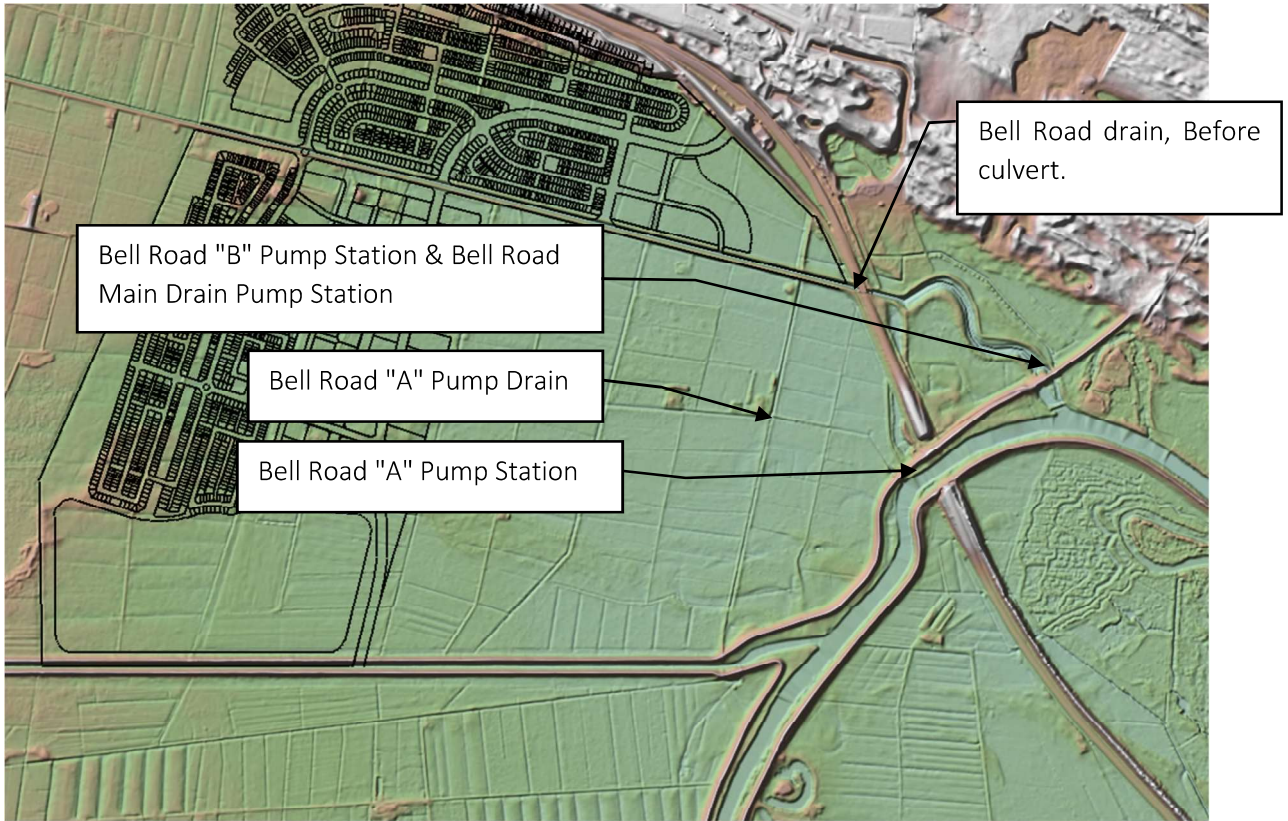 Bell Road drain, Before
culvert.
Bell Road "B" Pump Station & Bell Road
Main Drain Pump Station
Bell Road "A" Pump Drain
Bell Road "A" Pump Station